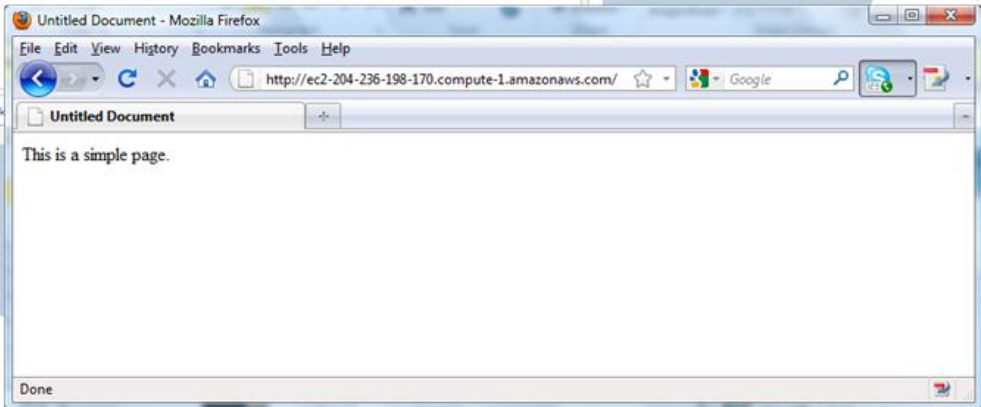 Untitled Document - Mozilla Firefox
File Edit View History Bookmarks Tools Help
http://ec2-204-236-198-170.compute-1.amazonaws.com/ Google
Untitled Document
This is a simple page.
Done